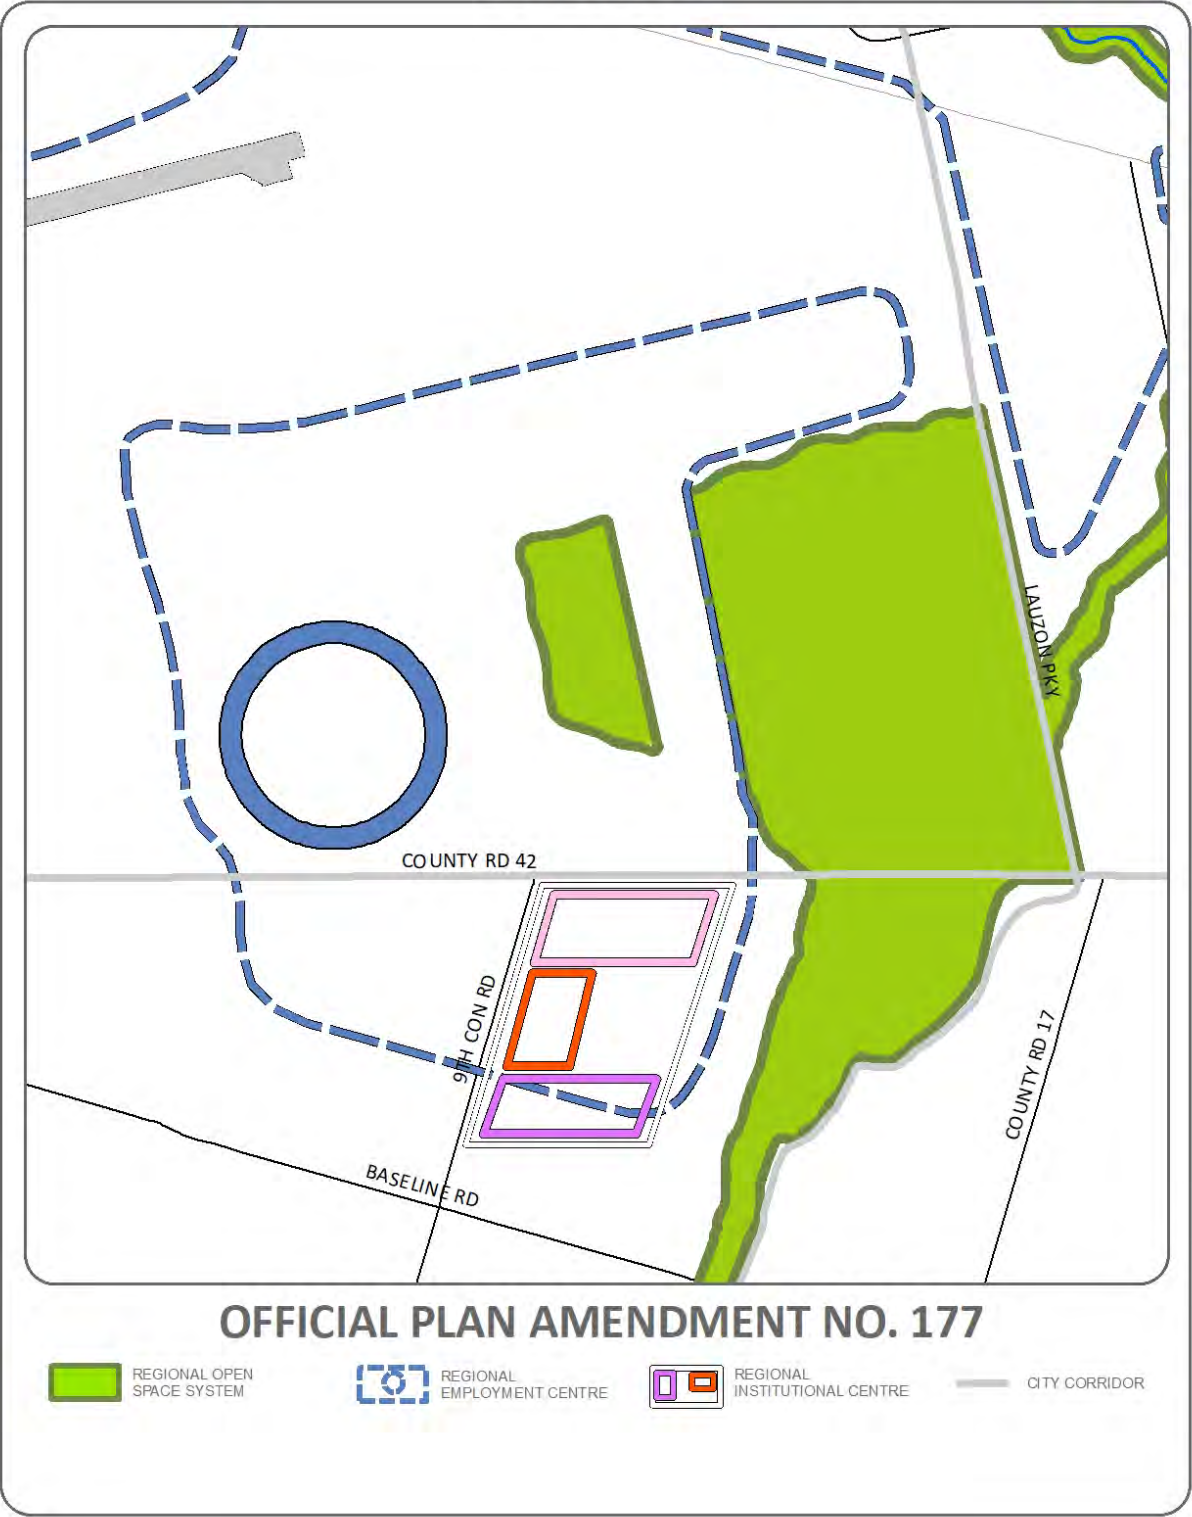 LAUZON PKY
COUNTY RD 42
9TH CON RD
COUNTY RD 17
BASELINE RD
OFFICIAL PLAN AMENDMENT NO. 177
REGIONAL OPEN
SPACE SYSTEM
REGIONAL
EMPLOYMENT CENTRE
REGIONAL
INSTITUTIONAL CENTRE
CITY CORRIDOR